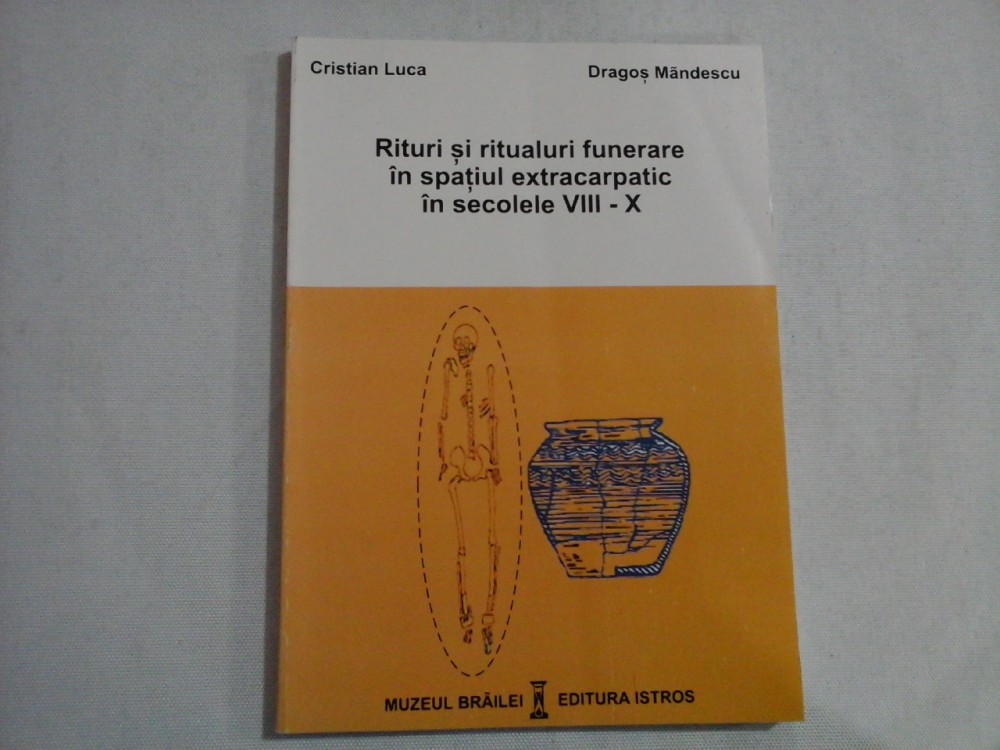 Cristian Luca
Dragoș Măndescu
Rituri și ritualuri funerare
în spațiul extracarpatic
în secolele VIII - X
MUZEUL BRĂILEI EDITURA ISTROS